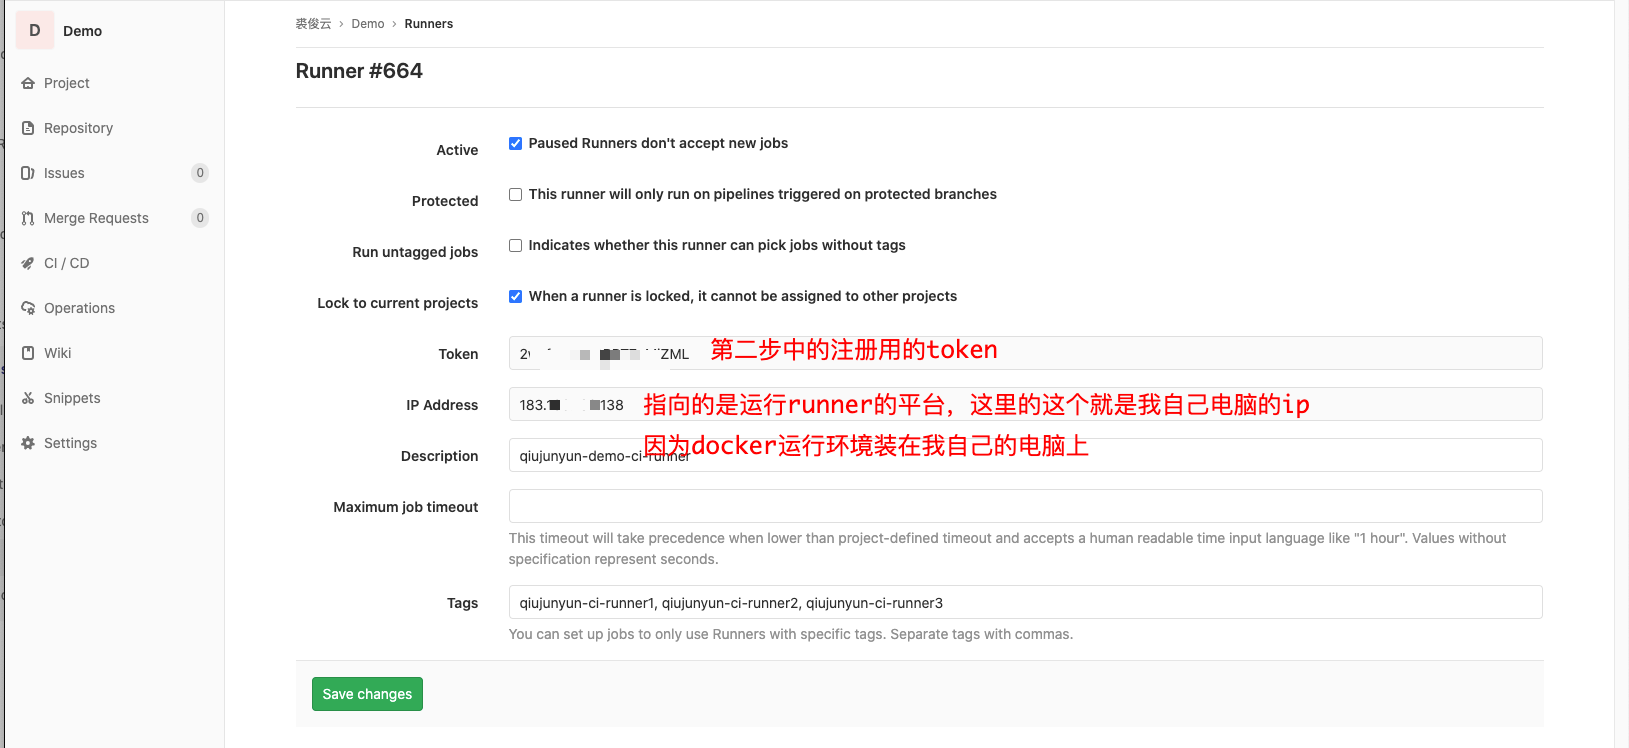 裘俊云 › Demo › Runners
D Demo
Runner #664
Project
Repository
Issues 0
Merge Requests 0
CI / CD
Operations
Wiki
Snippets
Settings
Active Paused Runners don't accept new jobs
Protected This runner will only run on pipelines triggered on protected branches
Run untagged jobs Indicates whether this runner can pick jobs without tags
Lock to current projects When a runner is locked, it cannot be assigned to other projects
Token ZML 第二步中的注册用的token
IP Address 183. 138 指向的是运行runner的平台，这里的这个就是我自己电脑的ip
因为docker运行环境装在我自己的电脑上
Description qiujunyun-demo-ci-runner
Maximum job timeout
This timeout will take precedence when lower than project-defined timeout and accepts a human readable time input language like "1 hour". Values without
specification represent seconds.
Tags qiujunyun-ci-runner1, qiujunyun-ci-runner2, qiujunyun-ci-runner3
You can set up jobs to only use Runners with specific tags. Separate tags with commas.
Save changes